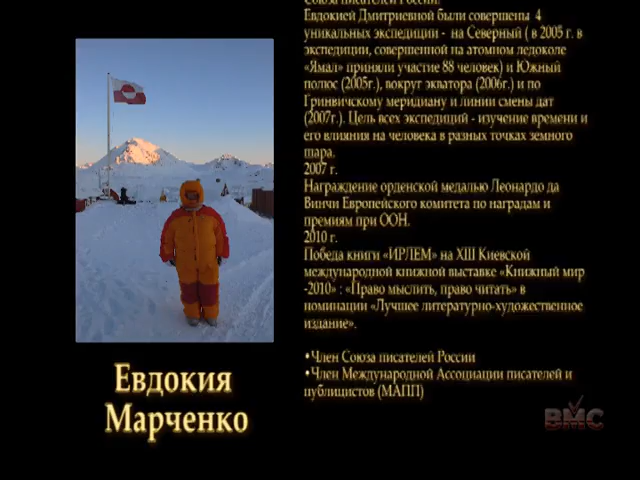 Союза писателей России.
Евдокией Дмитриевной были совершены 4
уникальных экспедиции - на Северный ( в 2005 г. в
экспедиции, совершенной на атомном ледоколе
«Ямал» приняли участие 88 человек) и Южный
полюс (2005г.), вокруг экватора (2006г.) и по
Гринвичскому меридиану и линии смены дат
(2007г.). Цель всех экспедиций - изучение времени и
его влияния на человека в разных точках земного
шара.
2007 г.
Награждение орденской медалью Леонардо да
Винчи Европейского комитета по наградам и
премиям при ООН.
2010 г.
Победа книги «ИРЛЕМ» на XIII Киевской
международной книжной выставке «Книжный мир
-2010» : «Право мыслить, право читать» в
номинации «Лучшее литературно-художественное
издание».
•Член Союза писателей России
•Член Международной Ассоциации писателей и
публицистов (МАПП)
Евдокия
Марченко
ВМС